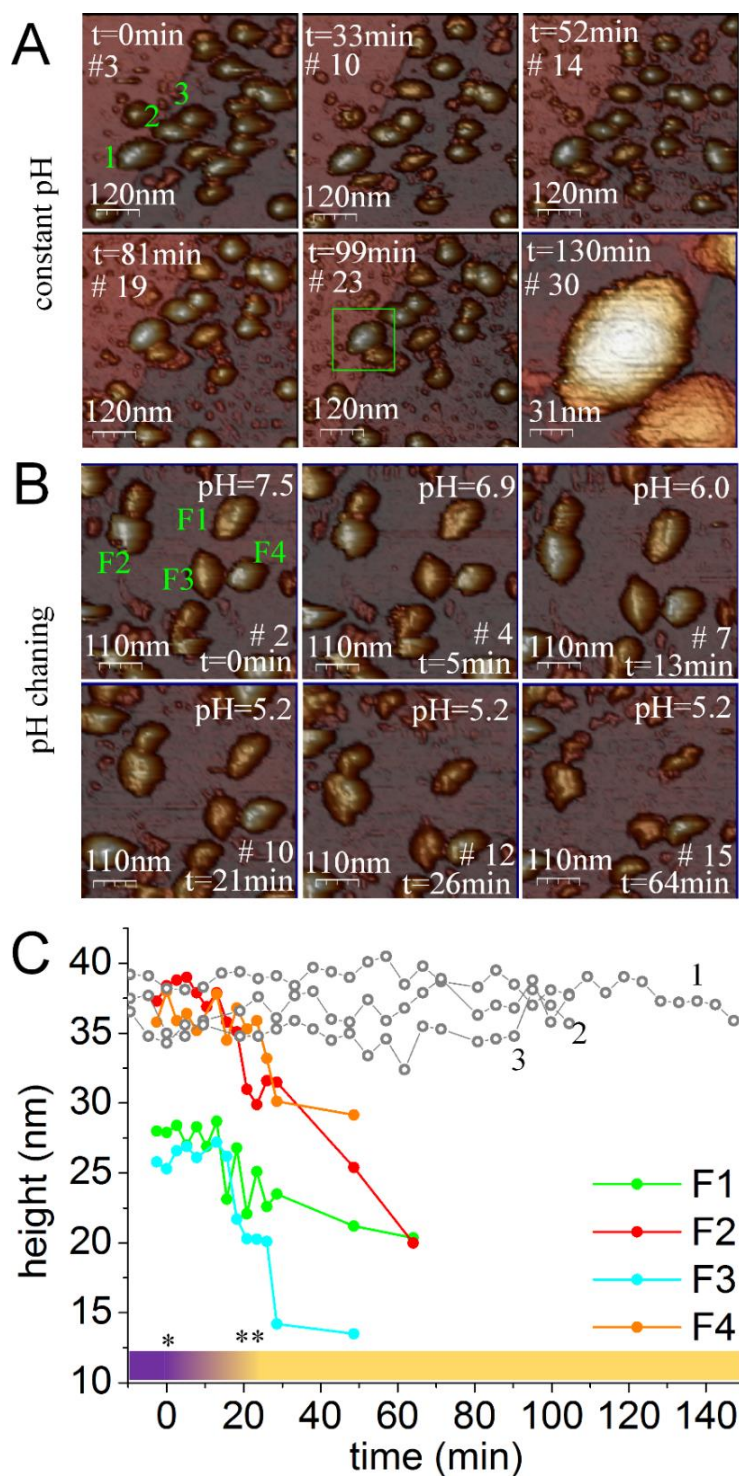 A
constant pH
t=0min
#3
1
2
3
120nm
t=33min
# 10
120nm
t=52min
# 14
120nm
t=81min
# 19
120nm
t=99min
# 23
120nm
t=130min
# 30
31nm
B
pH chaning
pH=7.5
F1
F2
F3
F4
110nm
# 2
t=0min
pH=6.9
110nm
# 4
t=5min
pH=6.0
110nm
# 7
t=13min
pH=5.2
110nm
# 10
t=21min
pH=5.2
110nm
# 12
t=26min
pH=5.2
110nm
# 15
t=64min
C
height (nm)
40
35
30
25
20
15
10
1
2
3
F1
F2
F3
F4
*
**
0 20 40 60 80 100 120 140
time (min)